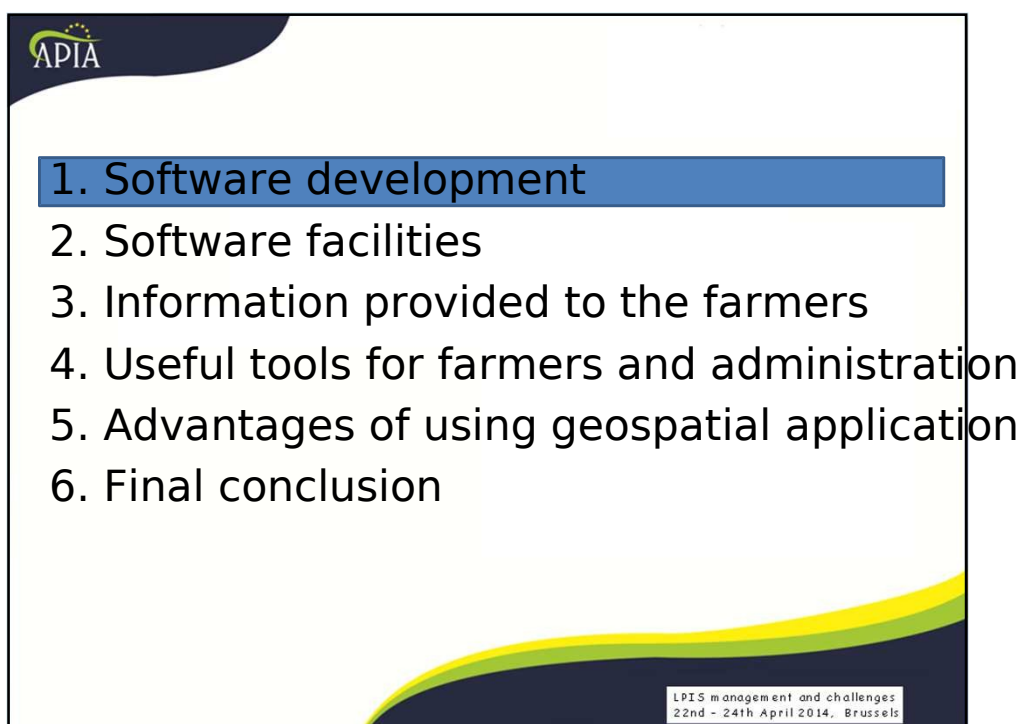 APIA
1. Software development
2. Software facilities
3. Information provided to the farmers
4. Useful tools for farmers and administration
5. Advantages of using geospatial application
6. Final conclusion
LPIS management and challenges
22nd - 24th April 2014, Brussels